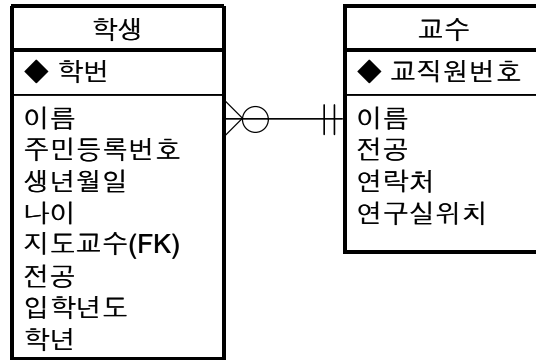 학생
◆ 학번
이름
주민등록번호
생년월일
나이
지도교수(FK)
전공
입학년도
학년
교수
◆ 교직원번호
이름
전공
연락처
연구실위치